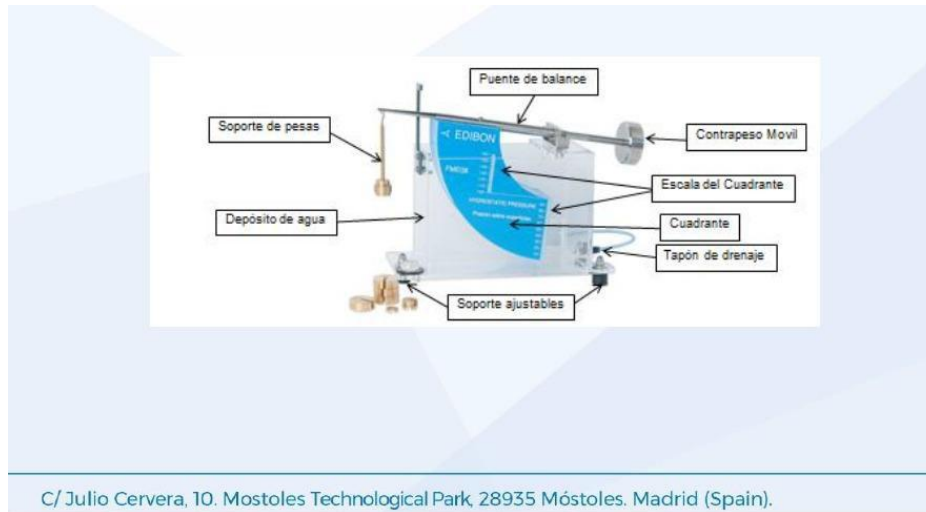 Puente de balance
Soporte de pesas
Contrapeso Movil
EDIBON
Escala del Cuadrante
HYDROSTATIC PRESSURE
Depósito de agua
Cuadrante
Tapón de drenaje
Soporte ajustables
C/ Julio Cervera, 10. Mostoles Technological Park, 28935 Móstoles. Madrid (Spain).